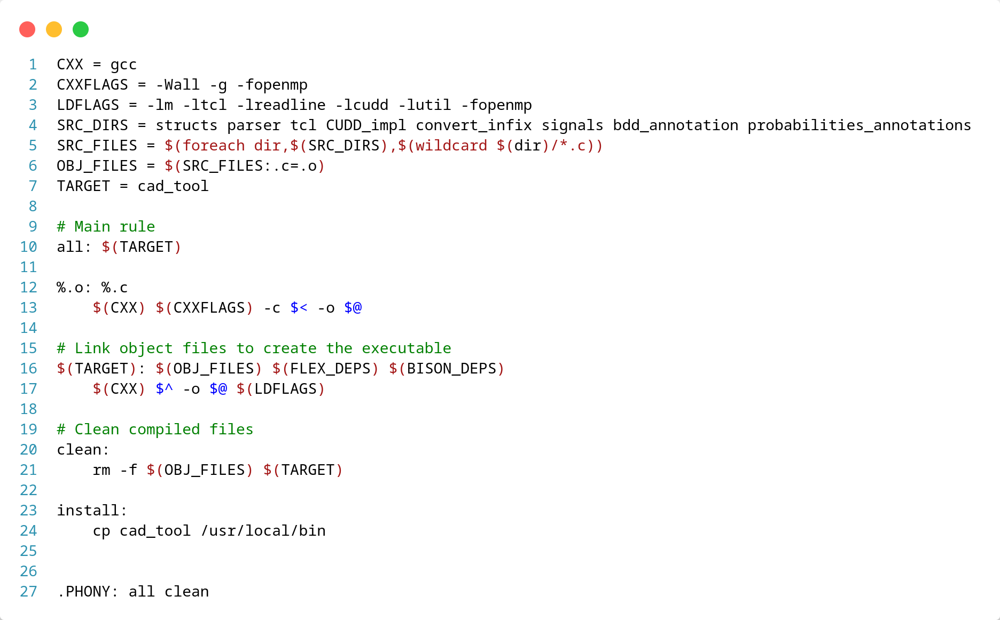 1 CXX = gcc
2 CXXFLAGS = -Wall -g -fopenmp
3 LDFLAGS = -lm -ltcl -lreadline -lcudd -lutil -fopenmp
4 SRC_DIRS = structs parser tcl CUDD_impl convert_infix signals bdd_annotation probabilities_annotations
5 SRC_FILES = $(foreach dir,$(SRC_DIRS),$(wildcard $(dir)/*.c))
6 OBJ_FILES = $(SRC_FILES:.c=.o)
7 TARGET = cad_tool
8
9 # Main rule
10 all: $(TARGET)
11
12 %.o: %.c
13     $(CXX) $(CXXFLAGS) -c $< -o $@
14
15 # Link object files to create the executable
16 $(TARGET): $(OBJ_FILES) $(FLEX_DEPS) $(BISON_DEPS)
17     $(CXX) $^ -o $@ $(LDFLAGS)
18
19 # Clean compiled files
20 clean:
21     rm -f $(OBJ_FILES) $(TARGET)
22
23 install:
24     cp cad_tool /usr/local/bin
25
26
27 .PHONY: all clean